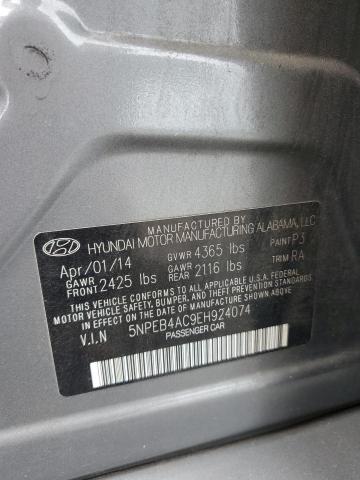 MANUFACTURED BY
HYUNDAI MOTOR MANUFACTURING ALABAMA, LLC
Apr/01/14 GVWR 4365 lbs PAINT P3
GAWR FRONT 2425 lbs GAWR REAR 2116 lbs TRIM RA
THIS VEHICLE CONFORMS TO ALL APPLICABLE U.S.A. FEDERAL
MOTOR VEHICLE SAFETY, BUMPER, AND THEFT PREVENTION
STANDARDS IN EFFECT ON THE DATE OF MANUFACTURE SHOWN ABOVE.
V.I.N 5NPEB4AC9EH924074
PASSENGER CAR